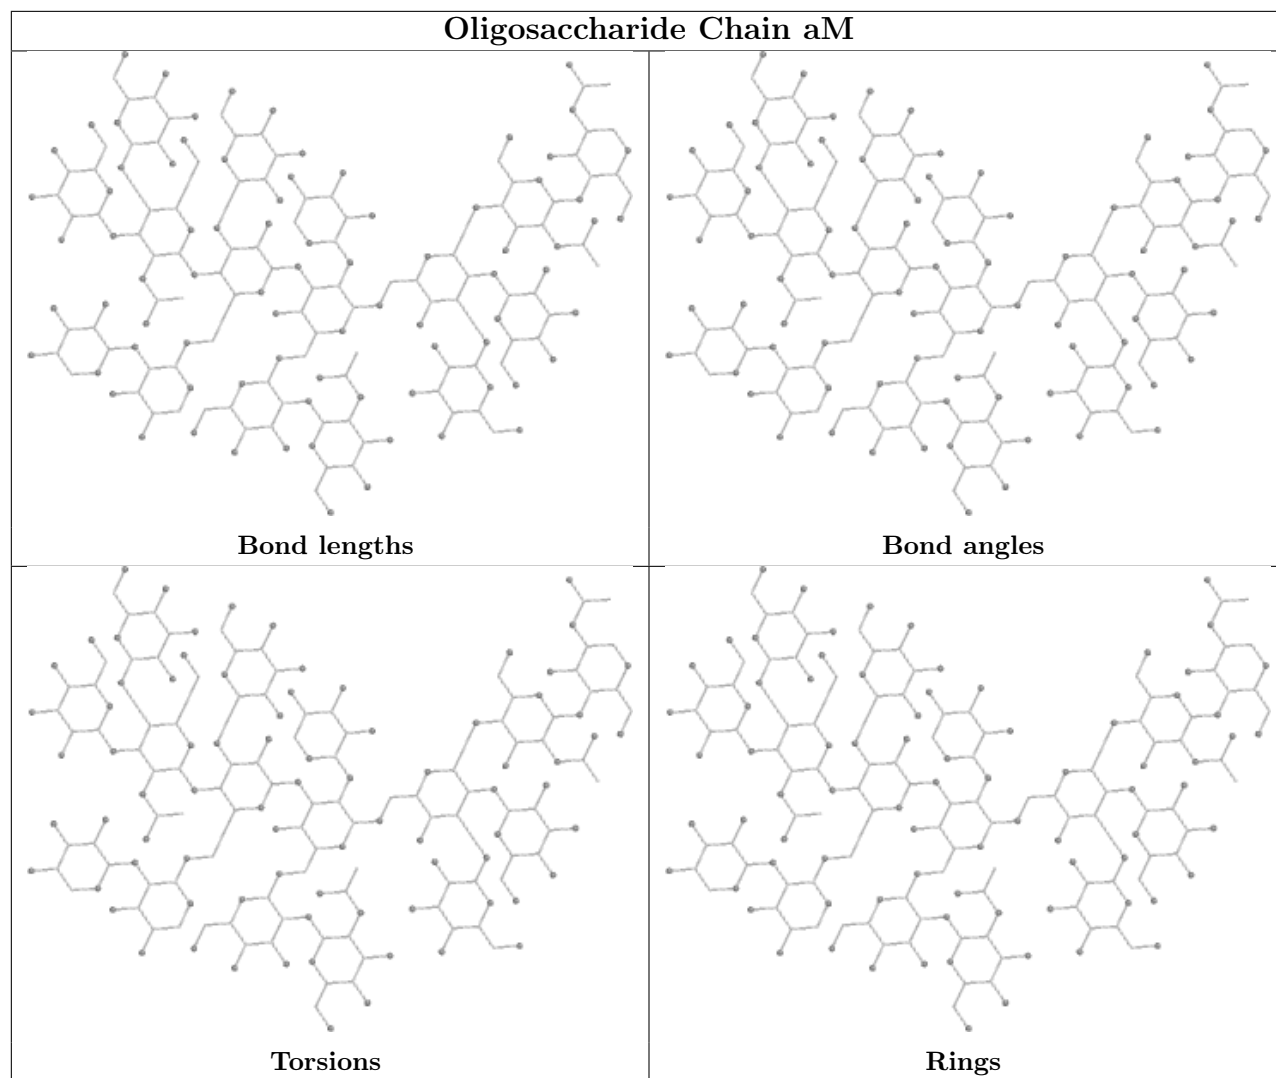 Oligosaccharide Chain aM
Bond lengths
Bond angles
Torsions
Rings